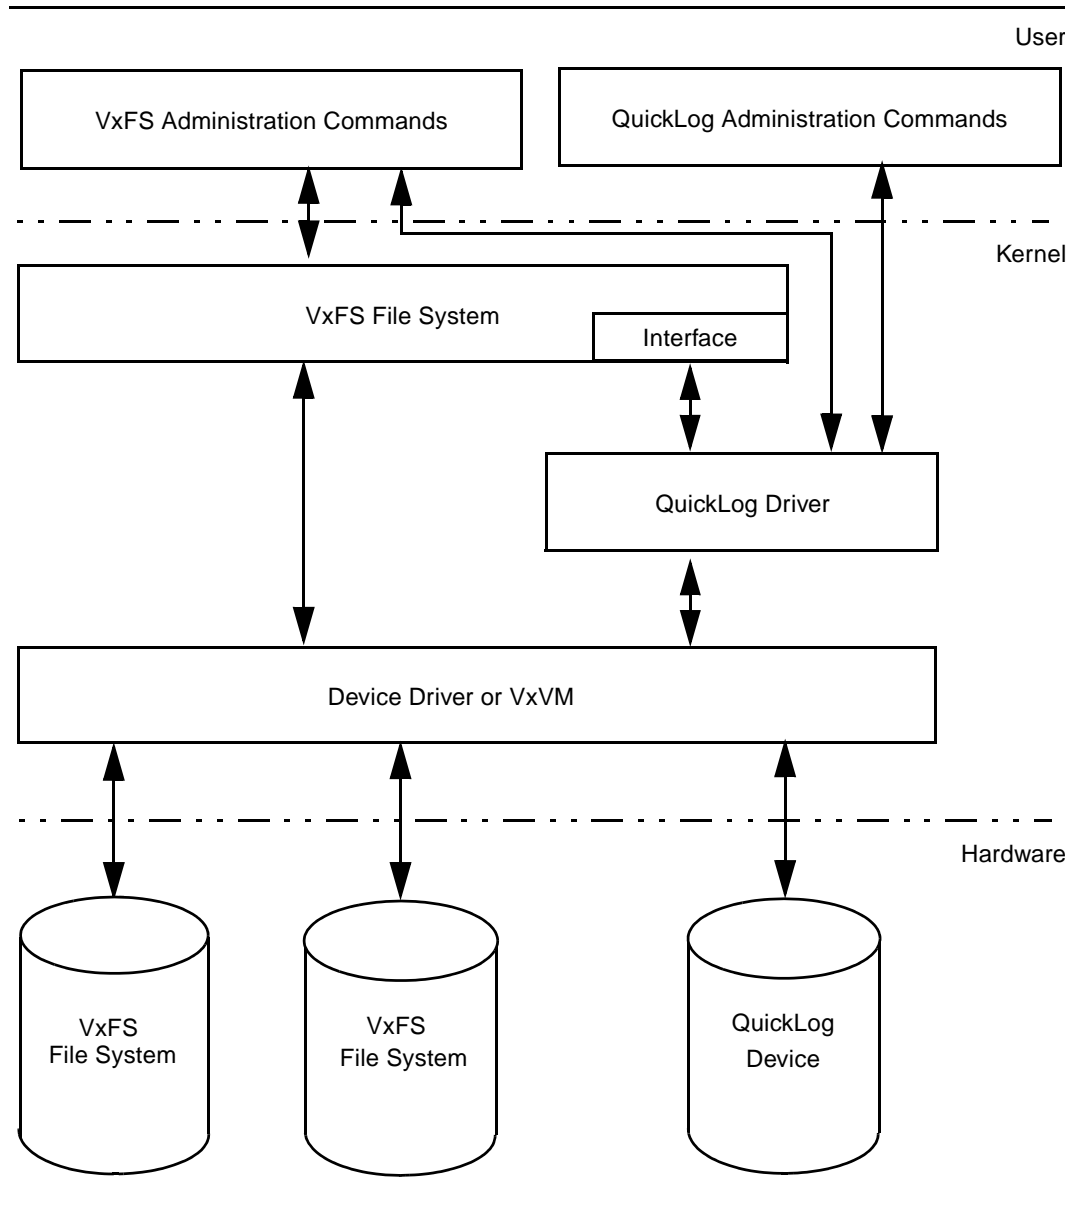 User
VxFS Administration Commands
QuickLog Administration Commands
Kernel
VxFS File System
Interface
QuickLog Driver
Device Driver or VxVM
Hardware
VxFS
File System
VxFS
File System
QuickLog
Device